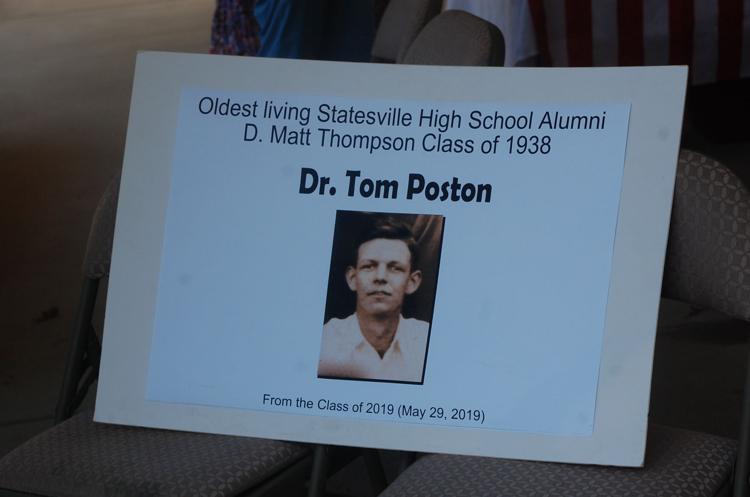 Oldest living Statesville High School Alumni
D. Matt Thompson Class of 1938
Dr. Tom Poston
From the Class of 2019 (May 29, 2019)